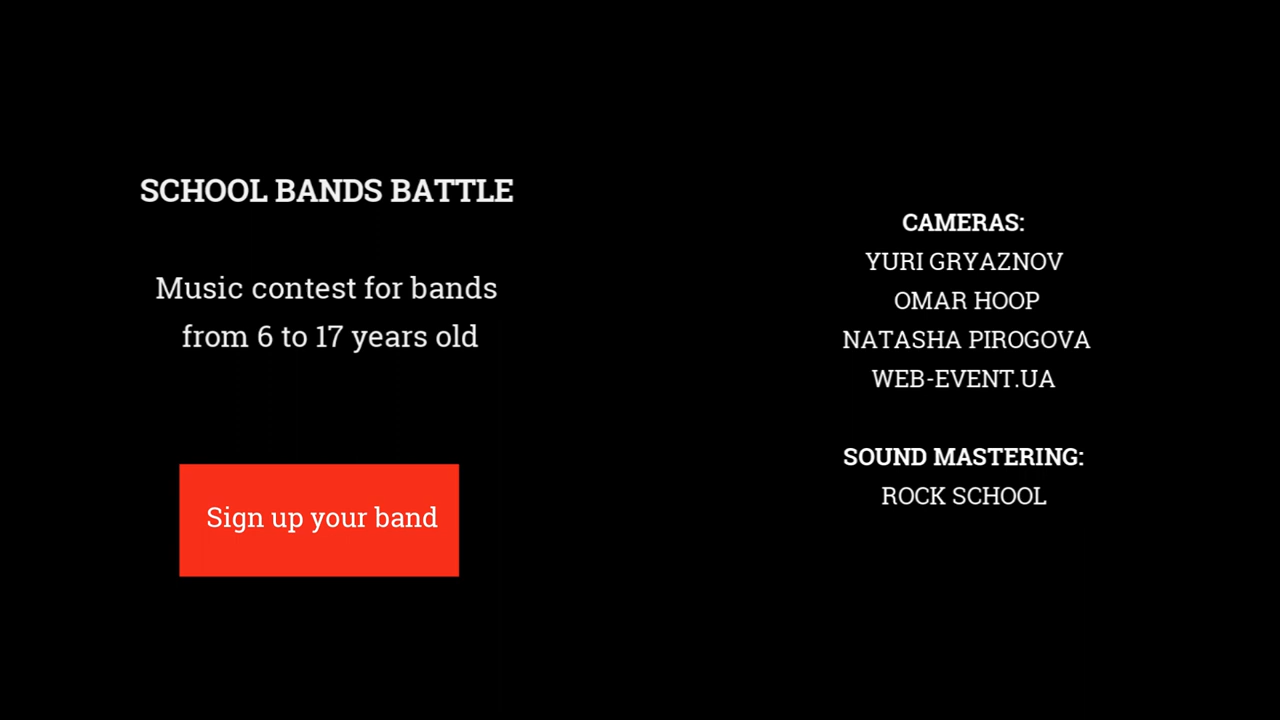 SCHOOL BANDS BATTLE
Music contest for bands
from 6 to 17 years old
Sign up your band
CAMERAS:
YURI GRYAZNOV
OMAR HOOP
NATASHA PIROGOVA
WEB-EVENT.UA
SOUND MASTERING:
ROCK SCHOOL